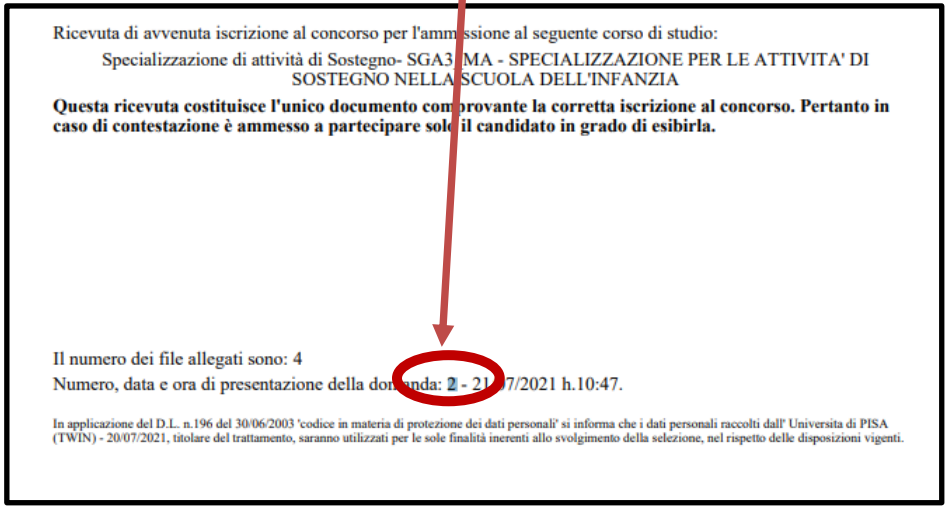 Ricevuta di avvenuta iscrizione al concorso per l'ammissione al seguente corso di studio:
Specializzazione di attività di Sostegno- SGA3_MA - SPECIALIZZAZIONE PER LE ATTIVITA' DI
SOSTEGNO NELLA SCUOLA DELL'INFANZIA
Questa ricevuta costituisce l'unico documento comprovante la corretta iscrizione al concorso. Pertanto in
caso di contestazione è ammesso a partecipare solo il candidato in grado di esibirla.
Il numero dei file allegati sono: 4
Numero, data e ora di presentazione della domanda: 2 - 21/07/2021 h.10:47.
In applicazione del D.L. n.196 del 30/06/2003 'codice in materia di protezione dei dati personali' si informa che i dati personali raccolti dall' Universita di PISA
(TWIN) - 20/07/2021, titolare del trattamento, saranno utilizzati per le sole finalità inerenti allo svolgimento della selezione, nel rispetto delle disposizioni vigenti.